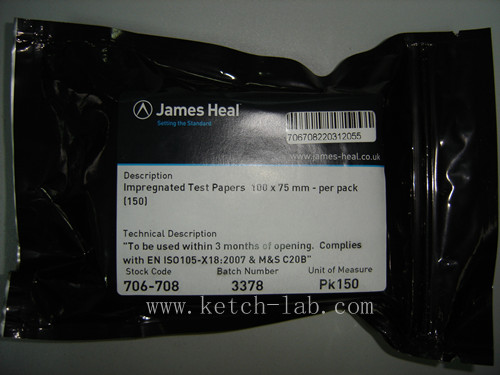 James Heal
Setting the Standard
706708220312055
www.james-heal.co.uk
Description
Impregnated Test Papers 100 x 75 mm - per pack
(150)
Technical Description
"To be used within 3 months of opening. Complies
with EN ISO105-X18:2007 & M&S C20B"
Stock Code Batch Number Unit of Measure
706-708 3378 Pk150
www.ketch-lab.com